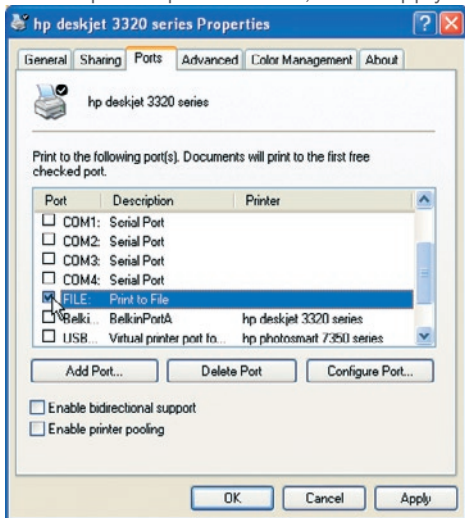 hp deskjet 3320 series Properties
General Sharing Ports Advanced Color Management About
hp deskjet 3320 series
Print to the following port(s). Documents will print to the first free
checked port.
Port Description Printer
COM1: Serial Port
COM2: Serial Port
COM3: Serial Port
COM4: Serial Port
FILE: Print to File
Belki... BelkinPortA hp deskjet 3320 series
USB... Virtual printer port fo... hp photosmart 7350 series
Add Port... Delete Port Configure Port...
Enable bidirectional support
Enable printer pooling
OK Cancel Apply